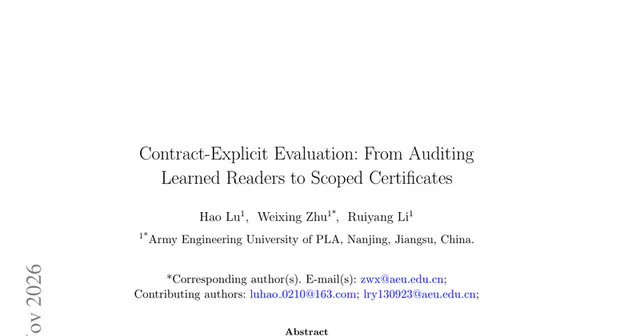 Contract-Explicit Evaluation: From Auditing
Learned Readers to Scoped Certificates
Hao Lu¹, Weixing Zhu¹*, Ruiyang Li¹
¹*Army Engineering University of PLA, Nanjing, Jiangsu, China.
*Corresponding author(s). E-mail(s): zwx@aeu.edu.cn;
Contributing authors: luhao.0210@163.com; lry130923@aeu.edu.cn;
Abstract
2026